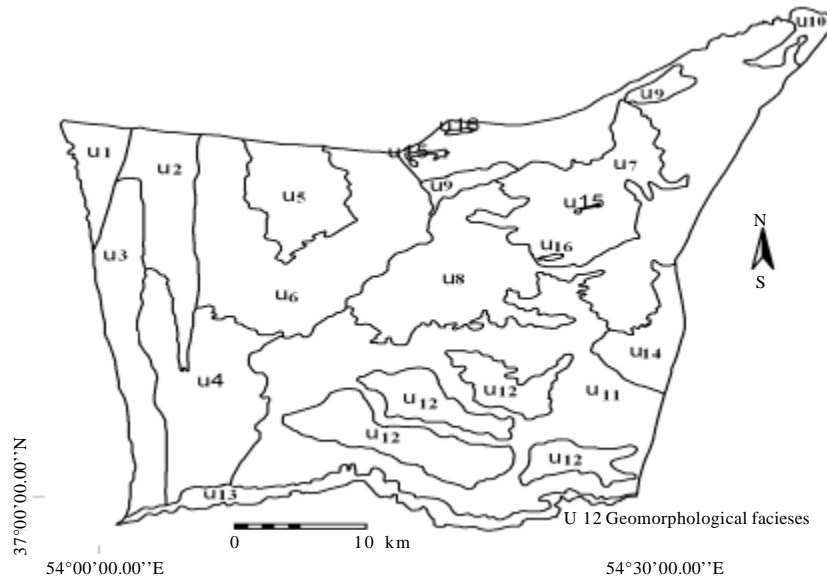 u10
u9
u16
u15
u1
u2
u7
u9
u5
u15
u3
u16
N
S
u8
u6
u14
u4
u12
u11
u12
u12
u12
u13
U 12 Geomorphological facieses
37°00'00.00''N
0 10 km
54°00'00.00''E
54°30'00.00''E